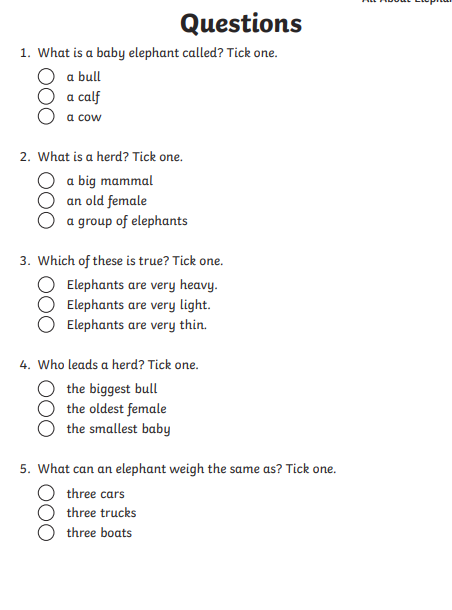 All About Elephan
Questions
1. What is a baby elephant called? Tick one.
a bull
a calf
a cow
2. What is a herd? Tick one.
a big mammal
an old female
a group of elephants
3. Which of these is true? Tick one.
Elephants are very heavy.
Elephants are very light.
Elephants are very thin.
4. Who leads a herd? Tick one.
the biggest bull
the oldest female
the smallest baby
5. What can an elephant weigh the same as? Tick one.
three cars
three trucks
three boats